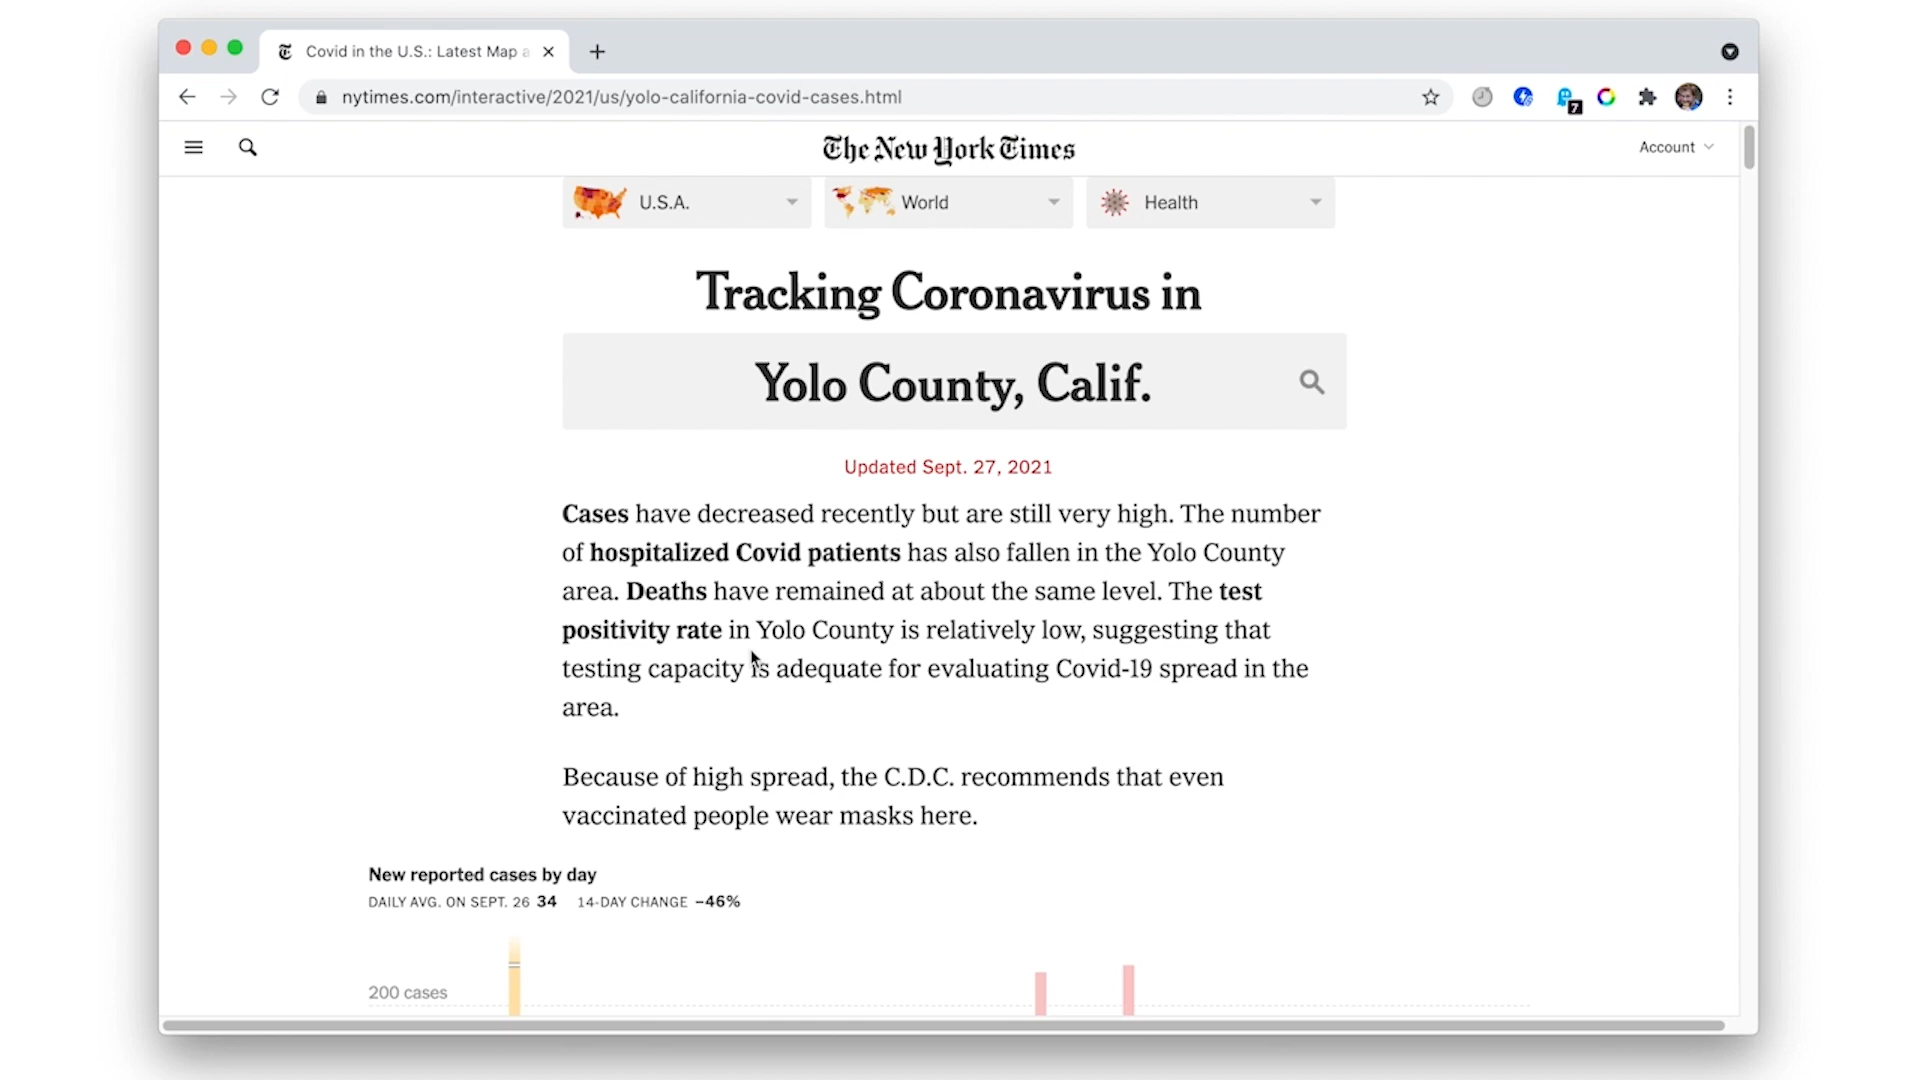 Covid in the U.S.: Latest Map a
nytimes.com/interactive/2021/us/yolo-california-covid-cases.html
7
The New York Times
Account
U.S.A.
World
Health
Tracking Coronavirus in
Yolo County, Calif.
Updated Sept. 27, 2021
Cases have decreased recently but are still very high. The number
of hospitalized Covid patients has also fallen in the Yolo County
area. Deaths have remained at about the same level. The test
positivity rate in Yolo County is relatively low, suggesting that
testing capacity is adequate for evaluating Covid-19 spread in the
area.
Because of high spread, the C.D.C. recommends that even
vaccinated people wear masks here.
New reported cases by day
DAILY AVG. ON SEPT. 26 34 14-DAY CHANGE –46%
200 cases